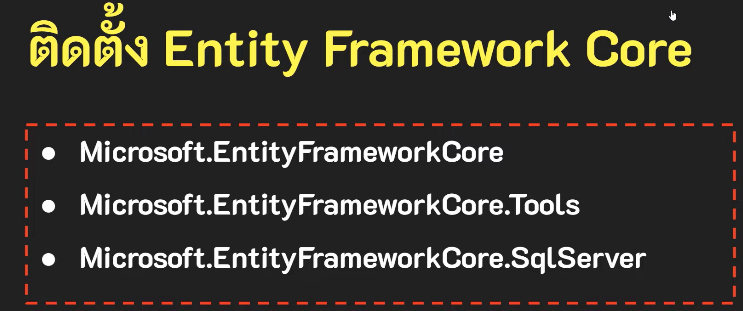 ติดตั้ง Entity Framework Core
● Microsoft.EntityFrameworkCore
● Microsoft.EntityFrameworkCore.Tools
● Microsoft.EntityFrameworkCore.SqlServer